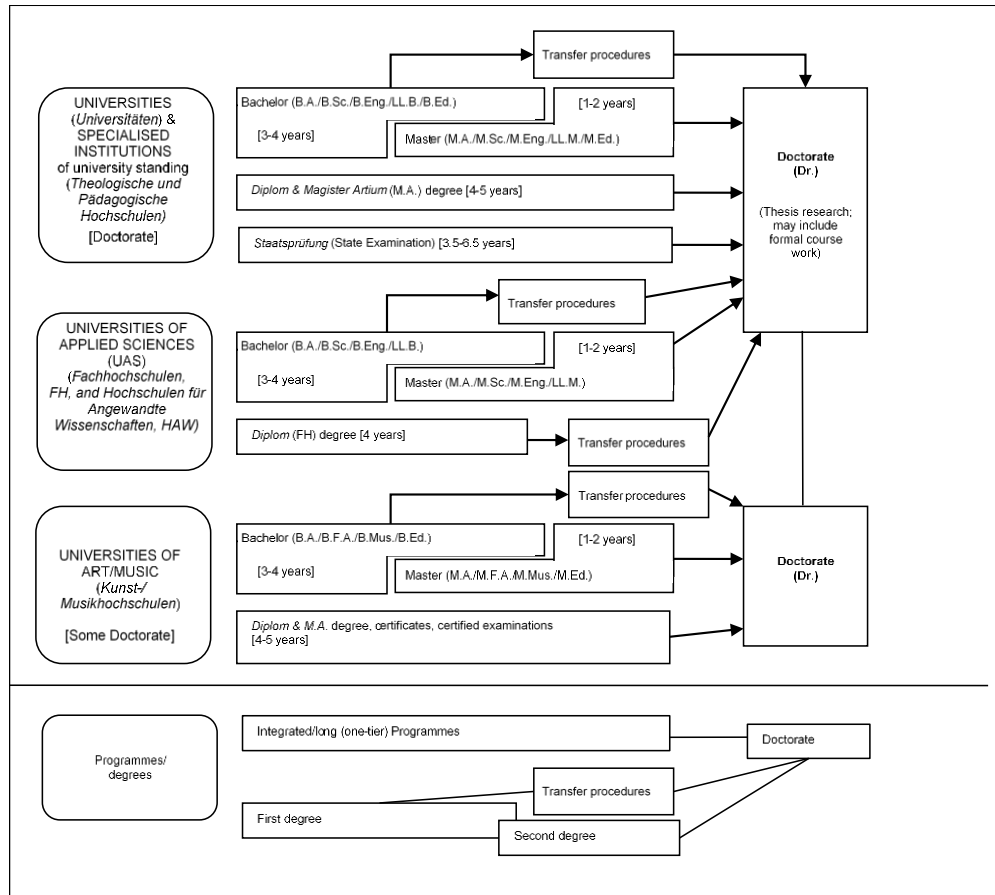 Transfer procedures
UNIVERSITIES
(Universitäten) &
SPECIALISED
INSTITUTIONS
of university standing
(Theologische und
Pädagogische
Hochschulen)
[Doctorate]
Bachelor (B.A./B.Sc./B.Eng./LL.B./B.Ed.)
[3-4 years]
[1-2 years]
Master (M.A./M.Sc./M.Eng./LL.M./M.Ed.)
Diplom & Magister Artium (M.A.) degree [4-5 years]
Staatsprüfung (State Examination) [3.5-6.5 years]
Doctorate
(Dr.)
(Thesis research;
may include
formal course
work)
Transfer procedures
UNIVERSITIES OF
APPLIED SCIENCES
(UAS)
(Fachhochschulen,
FH, and Hochschulen für
Angewandte
Wissenschaften, HAW)
Bachelor (B.A./B.Sc./B.Eng./LL.B.)
[3-4 years]
[1-2 years]
Master (M.A./M.Sc./M.Eng./LL.M.)
Diplom (FH) degree [4 years]
Transfer procedures
Transfer procedures
UNIVERSITIES OF
ART/MUSIC
(Kunst-/
Musikhochschulen)
[Some Doctorate]
Bachelor (B.A./B.F.A./B.Mus./B.Ed.)
[3-4 years]
[1-2 years]
Master (M.A./M.F.A./M.Mus./M.Ed.)
Diplom & M.A. degree, certificates, certified examinations
[4-5 years]
Doctorate
(Dr.)
Programmes/
degrees
Integrated/long (one-tier) Programmes
Doctorate
Transfer procedures
First degree
Second degree